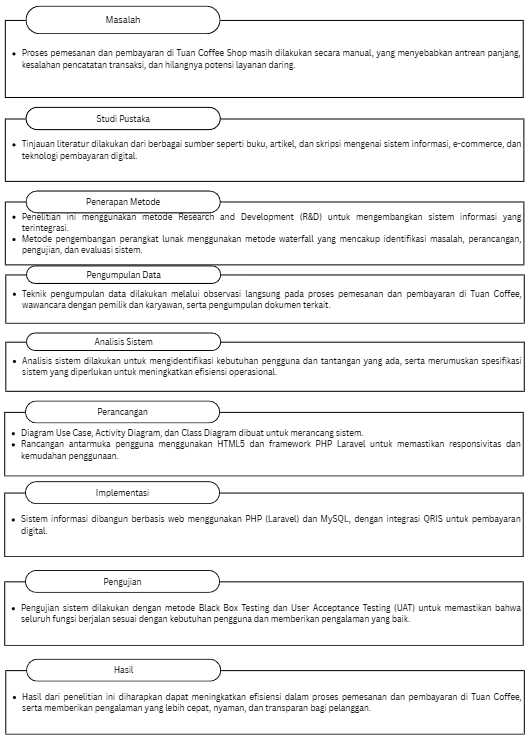 Masalah
Proses pemesanan dan pembayaran di Tuan Coffee Shop masih dilakukan secara manual, yang menyebabkan antrean panjang,
kesalahan pencatatan transaksi, dan hilangnya potensi layanan daring.
Studi Pustaka
Tinjauan literatur dilakukan dari berbagai sumber seperti buku, artikel, dan skripsi mengenai sistem informasi, e-commerce, dan
teknologi pembayaran digital.
Penerapan Metode
Penelitian ini menggunakan metode Research and Development (R&D) untuk mengembangkan sistem informasi yang
terintegrasi.
Metode pengembangan perangkat lunak menggunakan metode waterfall yang mencakup identifikasi masalah, perancangan,
pengujian, dan evaluasi sistem.
Pengumpulan Data
Teknik pengumpulan data dilakukan melalui observasi langsung pada proses pemesanan dan pembayaran di Tuan Coffee,
wawancara dengan pemilik dan karyawan, serta pengumpulan dokumen terkait.
Analisis Sistem
Analisis sistem dilakukan untuk mengidentifikasi kebutuhan pengguna dan tantangan yang ada, serta merumuskan spesifikasi
sistem yang diperlukan untuk meningkatkan efisiensi operasional.
Perancangan
Diagram Use Case, Activity Diagram, dan Class Diagram dibuat untuk merancang sistem.
Rancangan antarmuka pengguna menggunakan HTML5 dan framework PHP Laravel untuk memastikan responsivitas dan
kemudahan penggunaan.
Implementasi
Sistem informasi dibangun berbasis web menggunakan PHP (Laravel) dan MySQL, dengan integrasi QRIS untuk pembayaran
digital.
Pengujian
Pengujian sistem dilakukan dengan metode Black Box Testing dan User Acceptance Testing (UAT) untuk memastikan bahwa
seluruh fungsi berjalan sesuai dengan kebutuhan pengguna dan memberikan pengalaman yang baik.
Hasil
Hasil dari penelitian ini diharapkan dapat meningkatkan efisiensi dalam proses pemesanan dan pembayaran di Tuan Coffee,
serta memberikan pengalaman yang lebih cepat, nyaman, dan transparan bagi pelanggan.